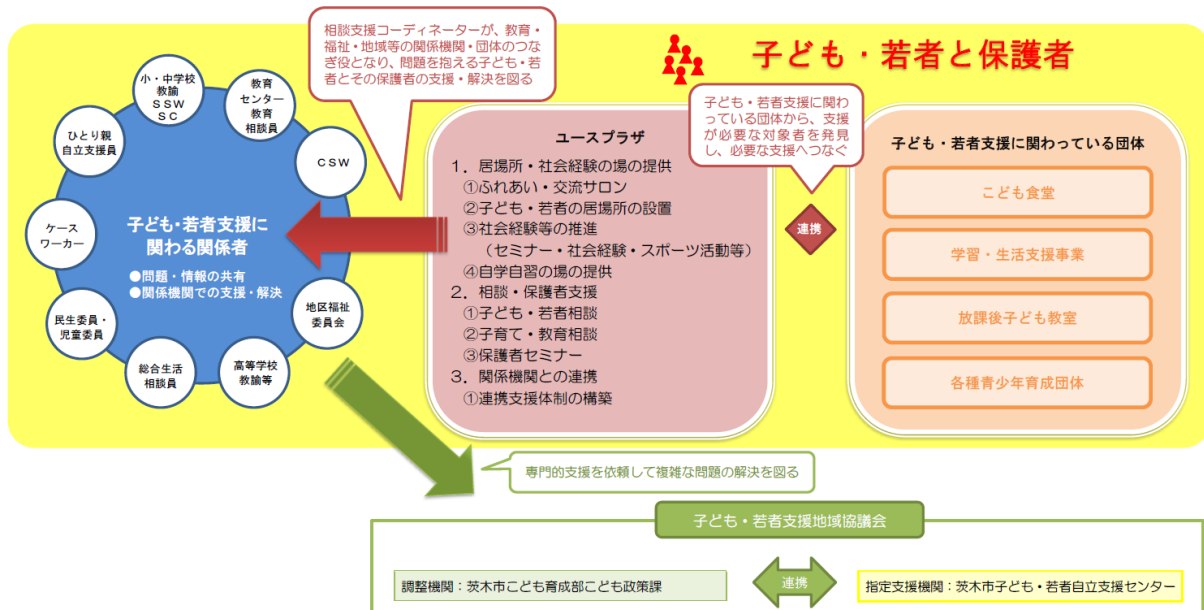 相談支援コーディネーターが、教育・
福祉・地域等の関係機関・団体のつな
ぎ役となり、問題を抱える子ども・若
者とその保護者の支援・解決を図る
子ども・若者と保護者
小・中学校
教諭
SSW
SC
教育
センター
教育
相談員
ひとり親
自立支援員
CSW
ケース
ワーカー
子ども・若者支援に
関わる関係者
●問題・情報の共有
●関係機関での支援・解決
地区福祉
委員会
民生委員・
児童委員
総合生活
相談員
高等学校
教諭等
ユースプラザ
1.居場所・社会経験の場の提供
①ふれあい・交流サロン
②子ども・若者の居場所の設置
③社会経験等の推進
(セミナー・社会経験・スポーツ活動等)
④自学自習の場の提供
2.相談・保護者支援
①子ども・若者相談
②子育て・教育相談
③保護者セミナー
3.関係機関との連携
①連携支援体制の構築
子ども・若者支援に関わ
っている団体から、支援
が必要な対象者を発見
し、必要な支援へつなぐ
連携
子ども・若者支援に関わっている団体
こども食堂
学習・生活支援事業
放課後子ども教室
各種青少年育成団体
専門的支援を依頼して複雑な問題の解決を図る
子ども・若者支援地域協議会
調整機関:茨木市こども育成部こども政策課
連携
指定支援機関:茨木市子ども・若者自立支援センター